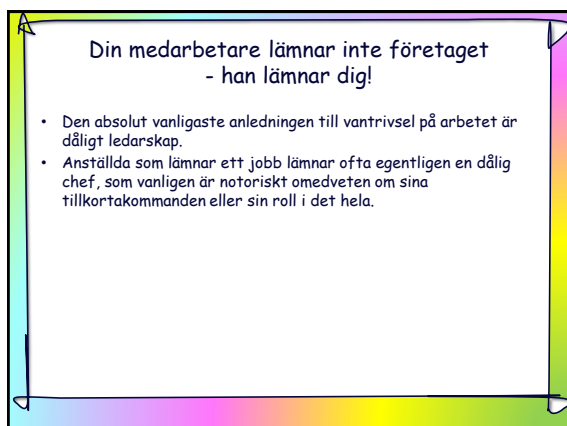 Din medarbetare lämnar inte företaget
- han lämnar dig!
• Den absolut vanligaste anledningen till vantrivsel på arbetet är
dåligt ledarskap.
• Anställda som lämnar ett jobb lämnar ofta egentligen en dålig
chef, som vanligen är notoriskt omedveten om sina
tillkortakommanden eller sin roll i det hela.